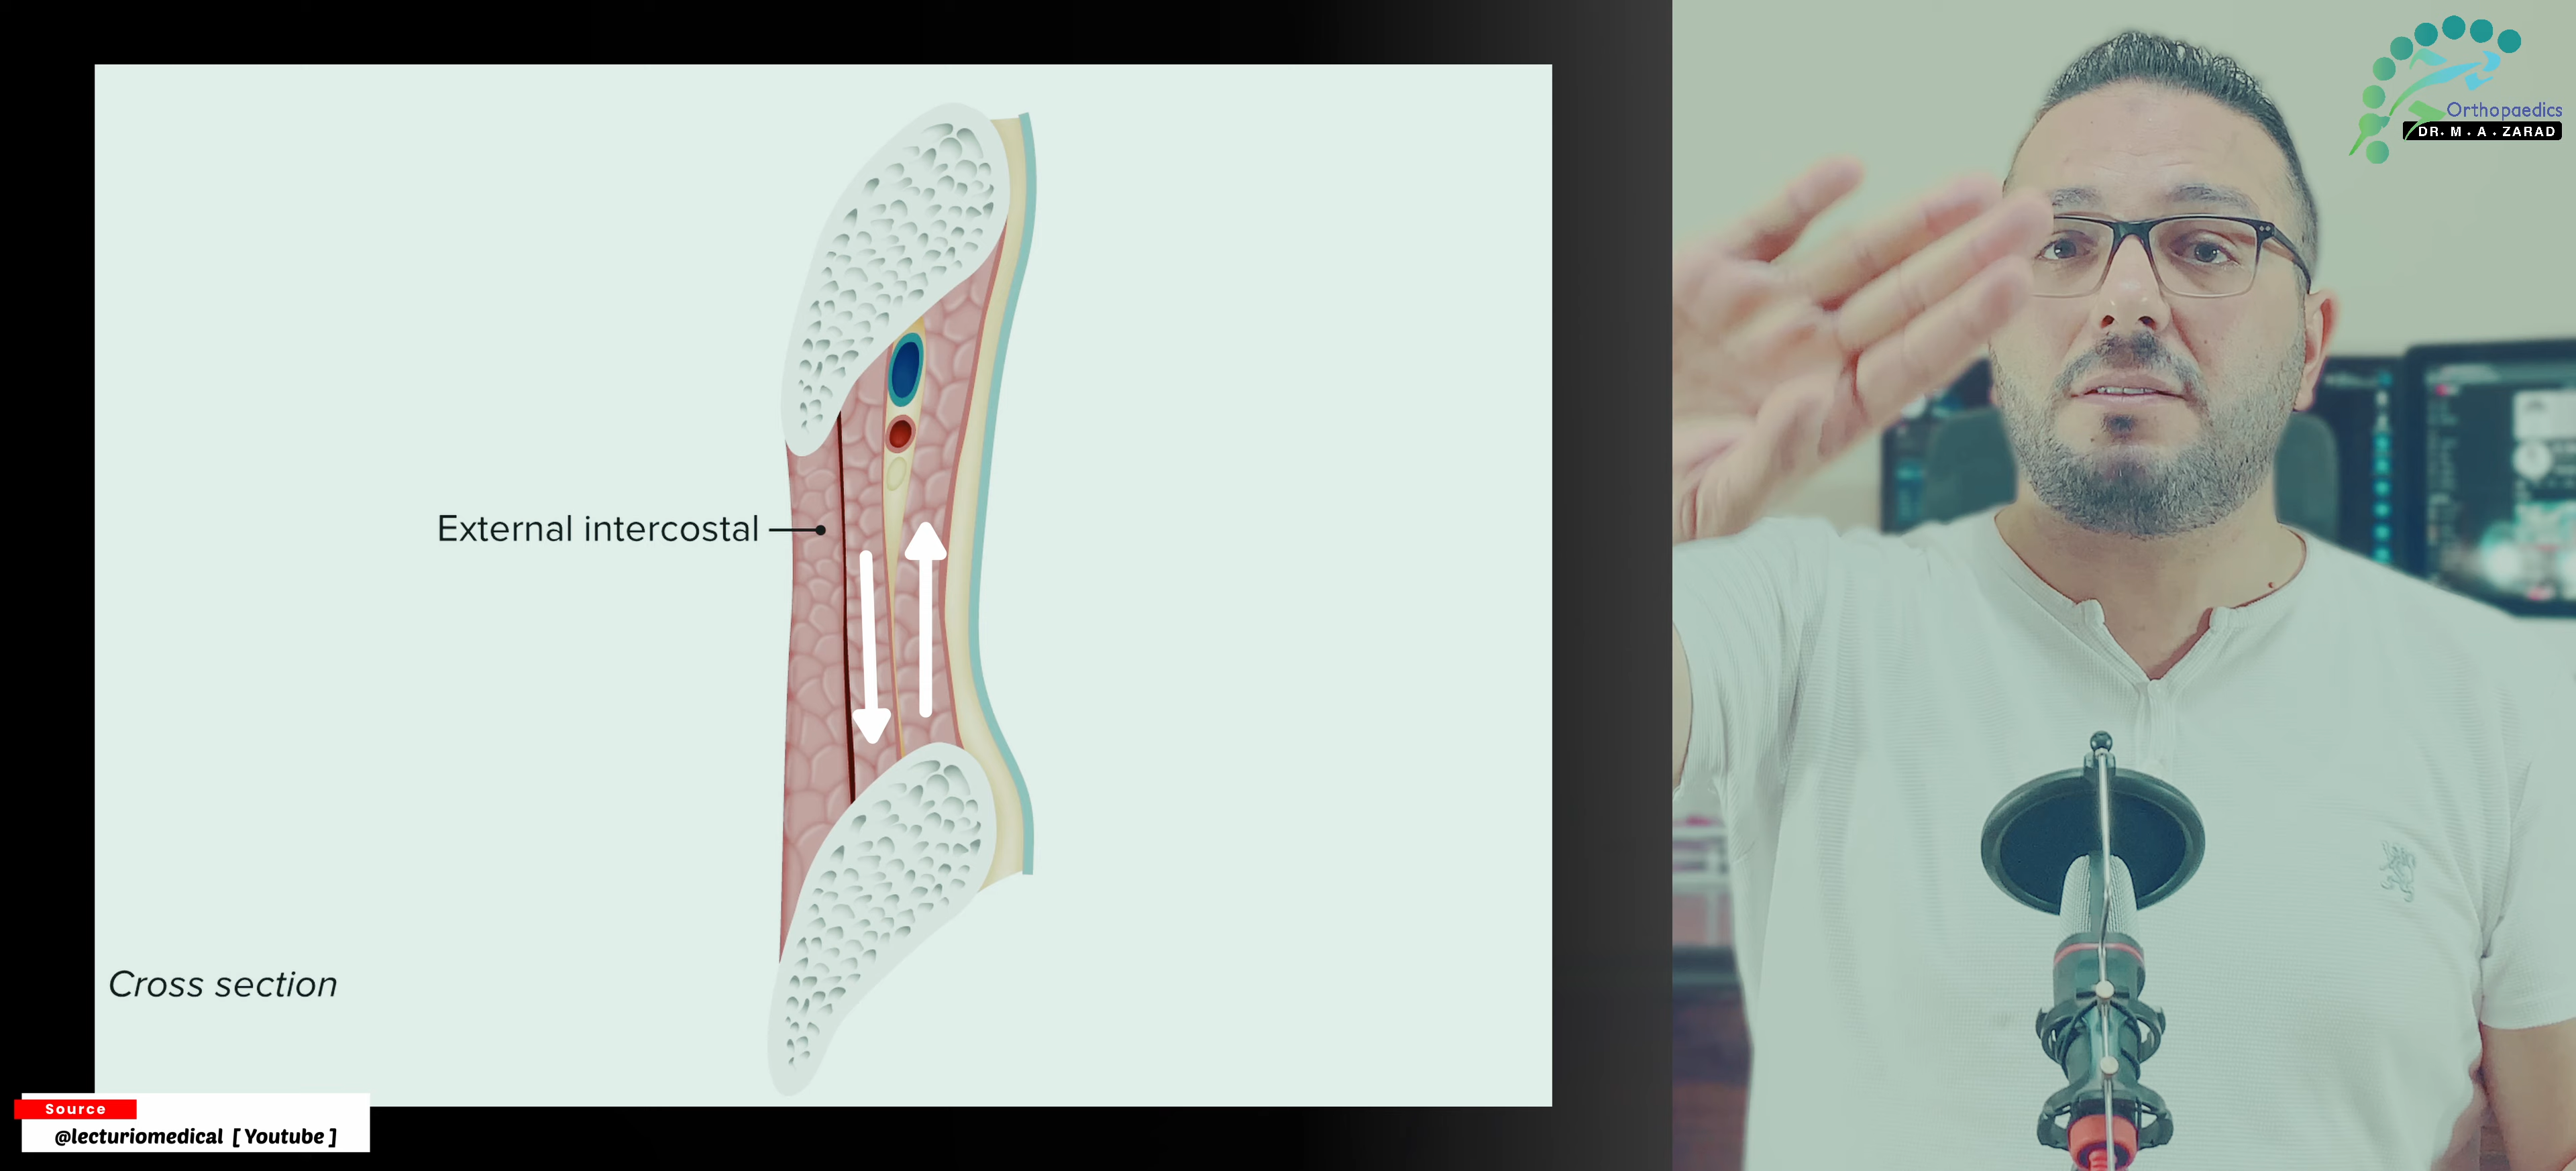 Orthopaedics
DR. M . A . ZARAD
External intercostal
Cross section
Source
@lecturiomedical [ Youtube ]